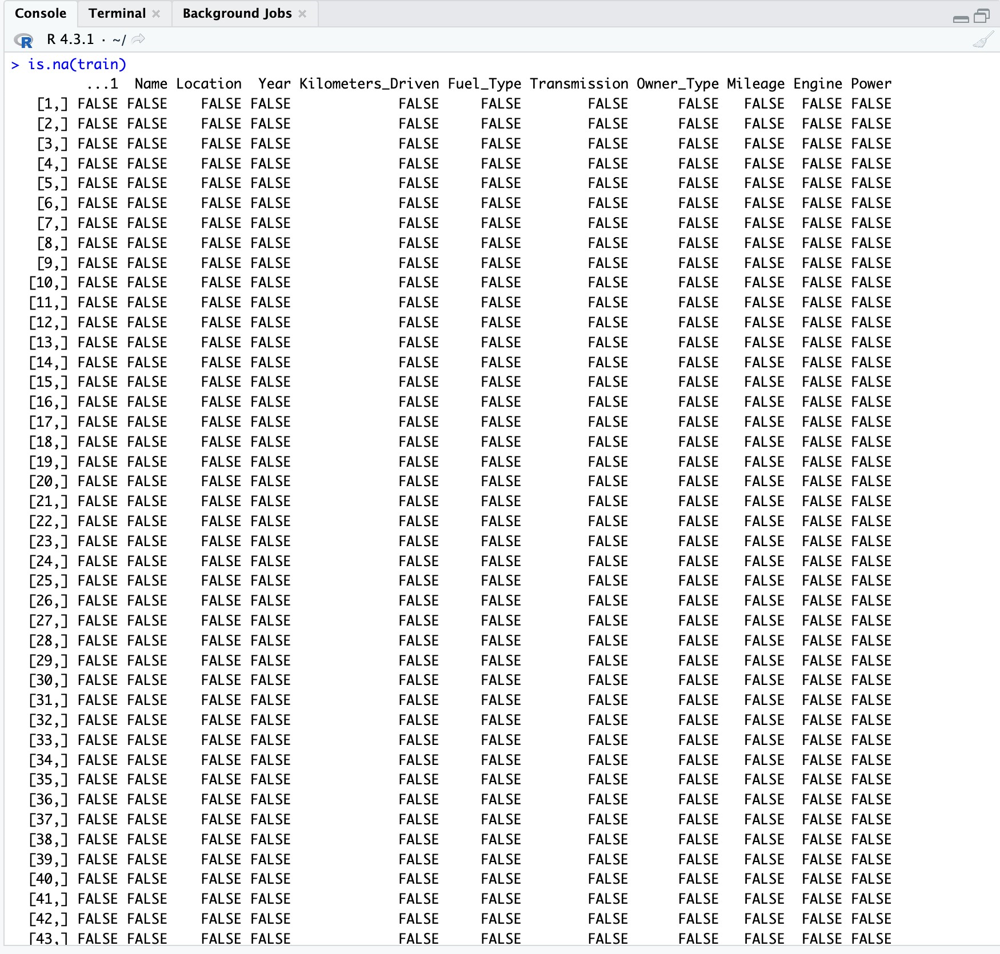 Console Terminal Background Jobs
R 4.3.1 · ~/
> is.na(train)
...1 Name Location Year Kilometers_Driven Fuel_Type Transmission Owner_Type Mileage Engine Power
[1,] FALSE FALSE FALSE FALSE FALSE FALSE FALSE FALSE FALSE FALSE FALSE
[2,] FALSE FALSE FALSE FALSE FALSE FALSE FALSE FALSE FALSE FALSE FALSE
[3,] FALSE FALSE FALSE FALSE FALSE FALSE FALSE FALSE FALSE FALSE FALSE
[4,] FALSE FALSE FALSE FALSE FALSE FALSE FALSE FALSE FALSE FALSE FALSE
[5,] FALSE FALSE FALSE FALSE FALSE FALSE FALSE FALSE FALSE FALSE FALSE
[6,] FALSE FALSE FALSE FALSE FALSE FALSE FALSE FALSE FALSE FALSE FALSE
[7,] FALSE FALSE FALSE FALSE FALSE FALSE FALSE FALSE FALSE FALSE FALSE
[8,] FALSE FALSE FALSE FALSE FALSE FALSE FALSE FALSE FALSE FALSE FALSE
[9,] FALSE FALSE FALSE FALSE FALSE FALSE FALSE FALSE FALSE FALSE FALSE
[10,] FALSE FALSE FALSE FALSE FALSE FALSE FALSE FALSE FALSE FALSE FALSE
[11,] FALSE FALSE FALSE FALSE FALSE FALSE FALSE FALSE FALSE FALSE FALSE
[12,] FALSE FALSE FALSE FALSE FALSE FALSE FALSE FALSE FALSE FALSE FALSE
[13,] FALSE FALSE FALSE FALSE FALSE FALSE FALSE FALSE FALSE FALSE FALSE
[14,] FALSE FALSE FALSE FALSE FALSE FALSE FALSE FALSE FALSE FALSE FALSE
[15,] FALSE FALSE FALSE FALSE FALSE FALSE FALSE FALSE FALSE FALSE FALSE
[16,] FALSE FALSE FALSE FALSE FALSE FALSE FALSE FALSE FALSE FALSE FALSE
[17,] FALSE FALSE FALSE FALSE FALSE FALSE FALSE FALSE FALSE FALSE FALSE
[18,] FALSE FALSE FALSE FALSE FALSE FALSE FALSE FALSE FALSE FALSE FALSE
[19,] FALSE FALSE FALSE FALSE FALSE FALSE FALSE FALSE FALSE FALSE FALSE
[20,] FALSE FALSE FALSE FALSE FALSE FALSE FALSE FALSE FALSE FALSE FALSE
[21,] FALSE FALSE FALSE FALSE FALSE FALSE FALSE FALSE FALSE FALSE FALSE
[22,] FALSE FALSE FALSE FALSE FALSE FALSE FALSE FALSE FALSE FALSE FALSE
[23,] FALSE FALSE FALSE FALSE FALSE FALSE FALSE FALSE FALSE FALSE FALSE
[24,] FALSE FALSE FALSE FALSE FALSE FALSE FALSE FALSE FALSE FALSE FALSE
[25,] FALSE FALSE FALSE FALSE FALSE FALSE FALSE FALSE FALSE FALSE FALSE
[26,] FALSE FALSE FALSE FALSE FALSE FALSE FALSE FALSE FALSE FALSE FALSE
[27,] FALSE FALSE FALSE FALSE FALSE FALSE FALSE FALSE FALSE FALSE FALSE
[28,] FALSE FALSE FALSE FALSE FALSE FALSE FALSE FALSE FALSE FALSE FALSE
[29,] FALSE FALSE FALSE FALSE FALSE FALSE FALSE FALSE FALSE FALSE FALSE
[30,] FALSE FALSE FALSE FALSE FALSE FALSE FALSE FALSE FALSE FALSE FALSE
[31,] FALSE FALSE FALSE FALSE FALSE FALSE FALSE FALSE FALSE FALSE FALSE
[32,] FALSE FALSE FALSE FALSE FALSE FALSE FALSE FALSE FALSE FALSE FALSE
[33,] FALSE FALSE FALSE FALSE FALSE FALSE FALSE FALSE FALSE FALSE FALSE
[34,] FALSE FALSE FALSE FALSE FALSE FALSE FALSE FALSE FALSE FALSE FALSE
[35,] FALSE FALSE FALSE FALSE FALSE FALSE FALSE FALSE FALSE FALSE FALSE
[36,] FALSE FALSE FALSE FALSE FALSE FALSE FALSE FALSE FALSE FALSE FALSE
[37,] FALSE FALSE FALSE FALSE FALSE FALSE FALSE FALSE FALSE FALSE FALSE
[38,] FALSE FALSE FALSE FALSE FALSE FALSE FALSE FALSE FALSE FALSE FALSE
[39,] FALSE FALSE FALSE FALSE FALSE FALSE FALSE FALSE FALSE FALSE FALSE
[40,] FALSE FALSE FALSE FALSE FALSE FALSE FALSE FALSE FALSE FALSE FALSE
[41,] FALSE FALSE FALSE FALSE FALSE FALSE FALSE FALSE FALSE FALSE FALSE
[42,] FALSE FALSE FALSE FALSE FALSE FALSE FALSE FALSE FALSE FALSE FALSE
[43,] FALSE FALSE FALSE FALSE FALSE FALSE FALSE FALSE FALSE FALSE FALSE